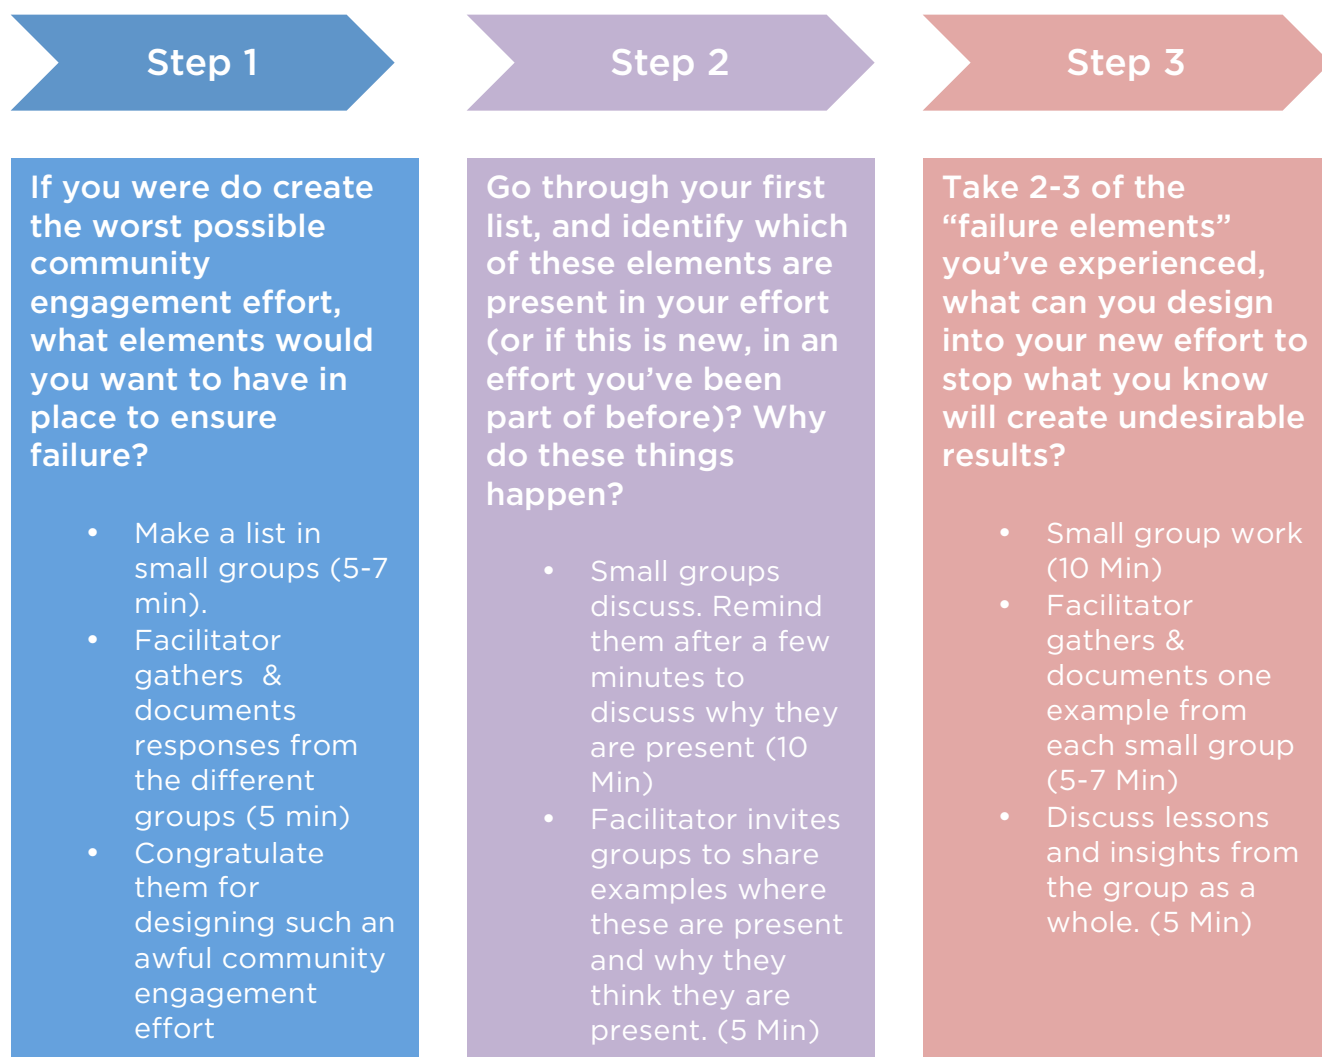 Step 1
If you were do create
the worst possible
community
engagement effort,
what elements would
you want to have in
place to ensure
failure?
• Make a list in
small groups (5-7
min).
• Facilitator
gathers  &
documents
responses from
the different
groups (5 min)
• Congratulate
them for
designing such an
awful community
engagement
effort
Step 2
Go through your first
list, and identify which
of these elements are
present in your effort
(or if this is new, in an
effort you’ve been
part of before)? Why
do these things
happen?
• Small groups
discuss. Remind
them after a few
minutes to
discuss why they
are present (10
Min)
• Facilitator invites
groups to share
examples where
these are present
and why they
think they are
present. (5 Min)
Step 3
Take 2-3 of the
“failure elements”
you’ve experienced,
what can you design
into your new effort to
stop what you know
will create undesirable
results?
• Small group work
(10 Min)
• Facilitator
gathers &
documents one
example from
each small group
(5-7 Min)
• Discuss lessons
and insights from
the group as a
whole. (5 Min)